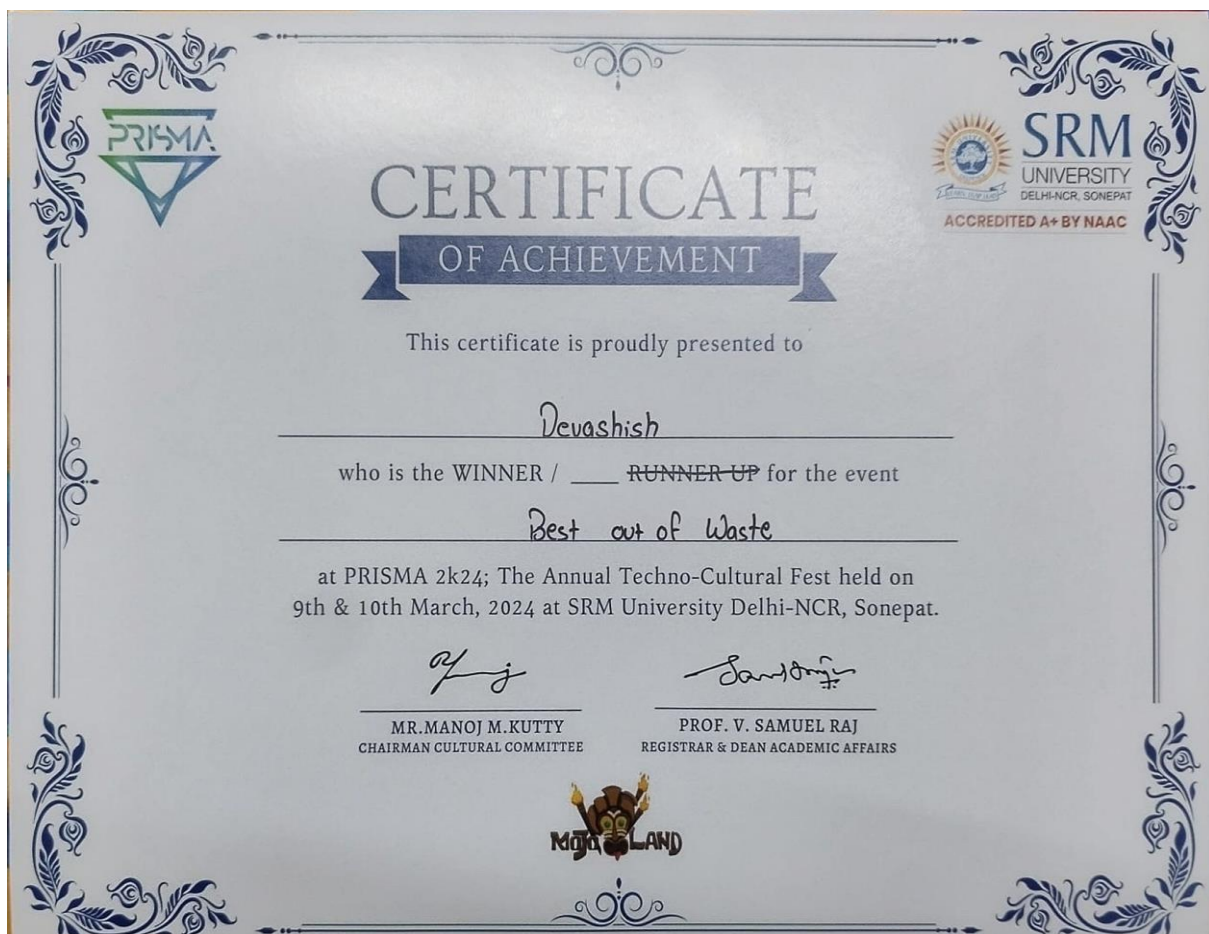 PRISMA
SRM
UNIVERSITY
DELHI-NCR, SONEPAT
ACCREDITED A+ BY NAAC
CERTIFICATE
OF ACHIEVEMENT
This certificate is proudly presented to
Devashish
who is the WINNER / ____ RUNNER UP for the event
Best out of Waste
at PRISMA 2k24; The Annual Techno-Cultural Fest held on
9th & 10th March, 2024 at SRM University Delhi-NCR, Sonepat.
MR.MANOJ M.KUTTY
CHAIRMAN CULTURAL COMMITTEE
PROF. V. SAMUEL RAJ
REGISTRAR & DEAN ACADEMIC AFFAIRS
MOJO LAND